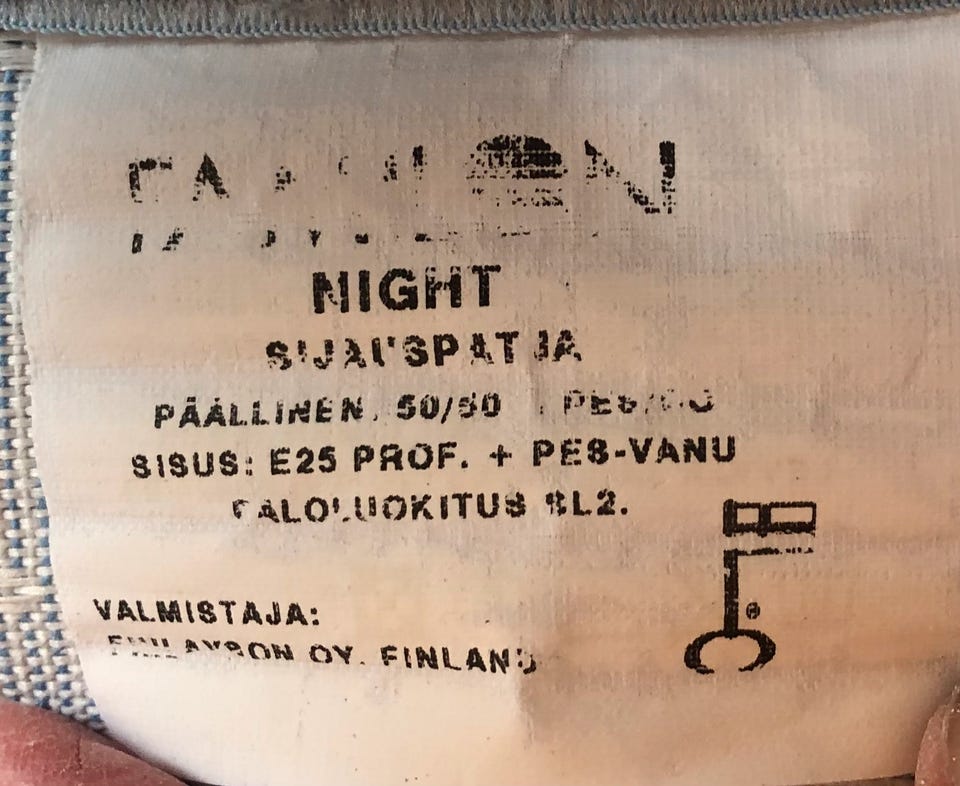 NIGHT
SIJAUSPATJA
PÄÄLLINEN. 50/50
SISUS: E25 PROF. + PES-VANU
PALOLUOKITUS SL2.
VALMISTAJA:
FINLAYSON OY. FINLAND